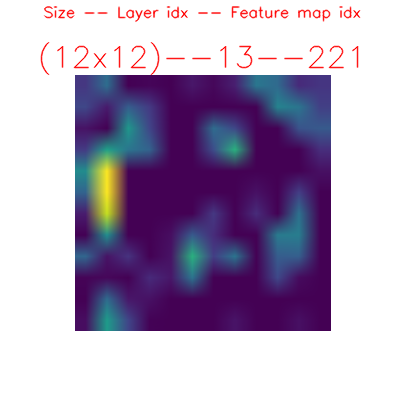 Size -- Layer idx -- Feature map idx
(12x12)--13--221